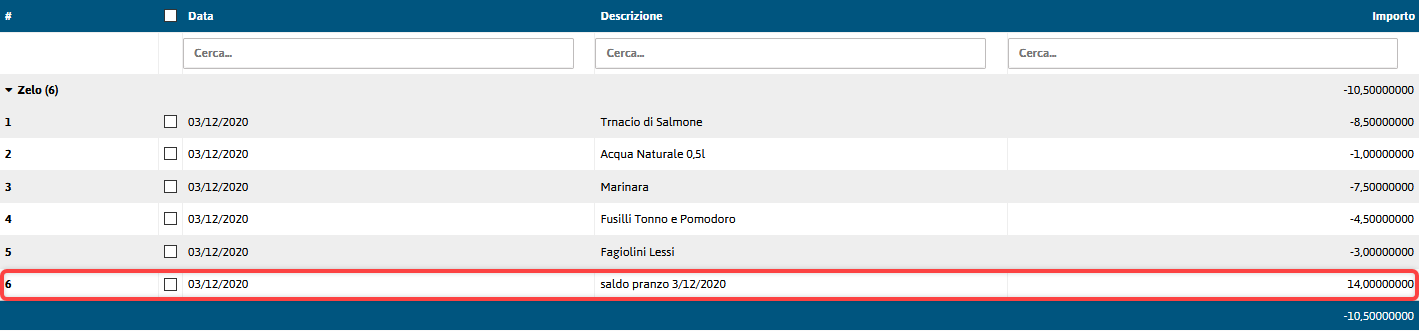 # Data Descrizione Importo
Cerca... Cerca... Cerca...
Zelo (6) -10,50000000
1 03/12/2020 Trnacio di Salmone -8,50000000
2 03/12/2020 Acqua Naturale 0,5l -1,00000000
3 03/12/2020 Marinara -7,50000000
4 03/12/2020 Fusilli Tonno e Pomodoro -4,50000000
5 03/12/2020 Fagiolini Lessi -3,00000000
6 03/12/2020 saldo pranzo 3/12/2020 14,00000000
-10,50000000